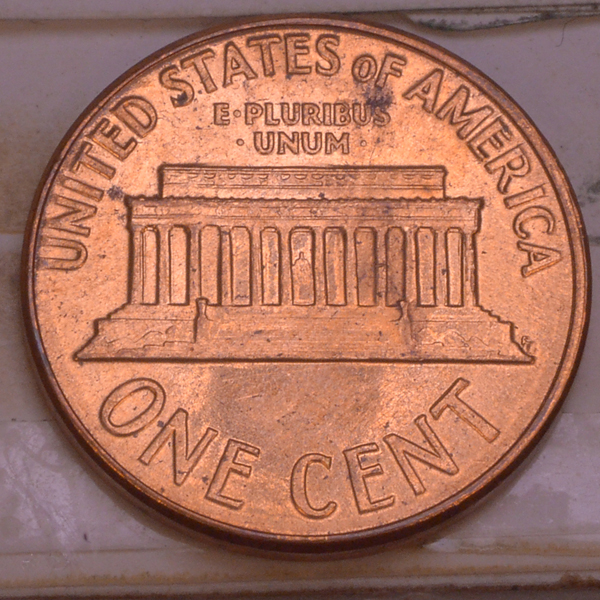 UNITED STATES OF AMERICA
E·PLURIBUS
·UNUM·
ONE CENT